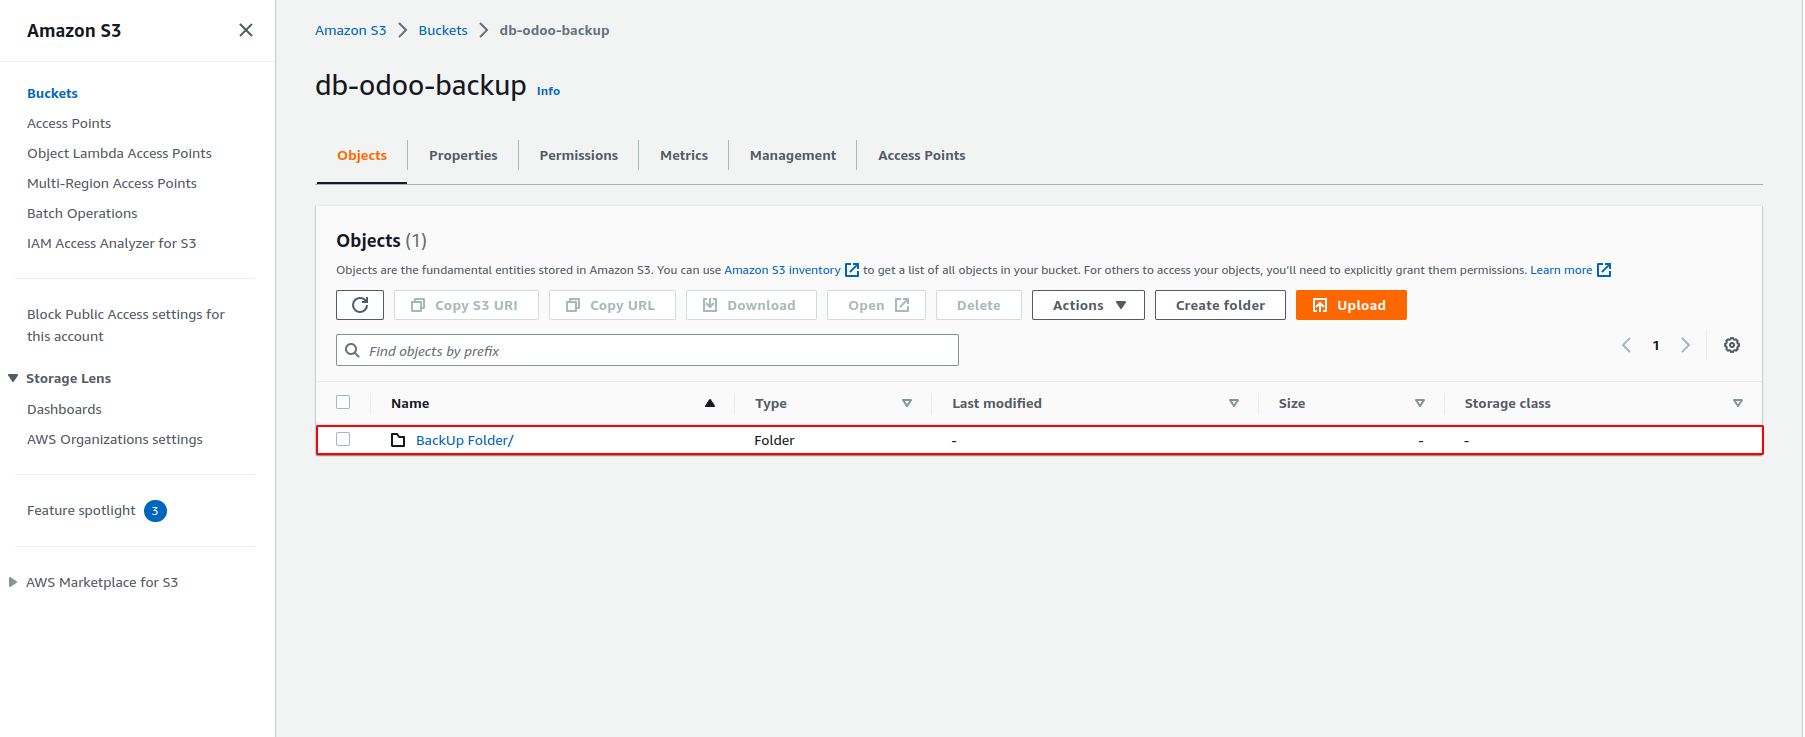 Amazon S3
Buckets
Access Points
Object Lambda Access Points
Multi-Region Access Points
Batch Operations
IAM Access Analyzer for S3
Block Public Access settings for
this account
Storage Lens
Dashboards
AWS Organizations settings
Feature spotlight 3
AWS Marketplace for S3
Amazon S3 Buckets db-odoo-backup
db-odoo-backup Info
Objects Properties Permissions Metrics Management Access Points
Objects (1)
Objects are the fundamental entities stored in Amazon S3. You can use Amazon S3 inventory to get a list of all objects in your bucket. For others to access your objects, you'll need to explicitly grant them permissions. Learn more
Copy S3 URI Copy URL Download Open Delete Actions Create folder Upload
Find objects by prefix
1
Name Type Last modified Size Storage class
BackUp Folder/ Folder - - -